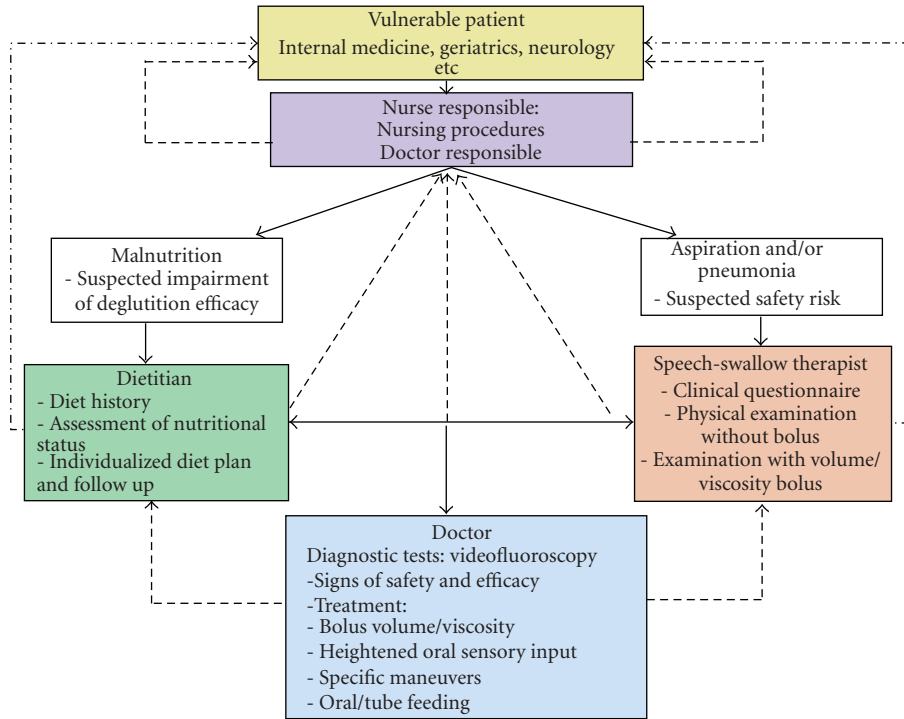 Vulnerable patient
Internal medicine, geriatrics, neurology
etc
Nurse responsible:
Nursing procedures
Doctor responsible
Malnutrition
- Suspected impairment
of deglutition efficacy
Aspiration and/or
pneumonia
- Suspected safety risk
Dietitian
- Diet history
- Assessment of nutritional
status
- Individualized diet plan
and follow up
Speech-swallow therapist
- Clinical questionnaire
- Physical examination
without bolus
- Examination with volume/
viscosity bolus
Doctor
Diagnostic tests: videofluoroscopy
-Signs of safety and efficacy
-Treatment:
- Bolus volume/viscosity
- Heightened oral sensory input
- Specific maneuvers
- Oral/tube feeding